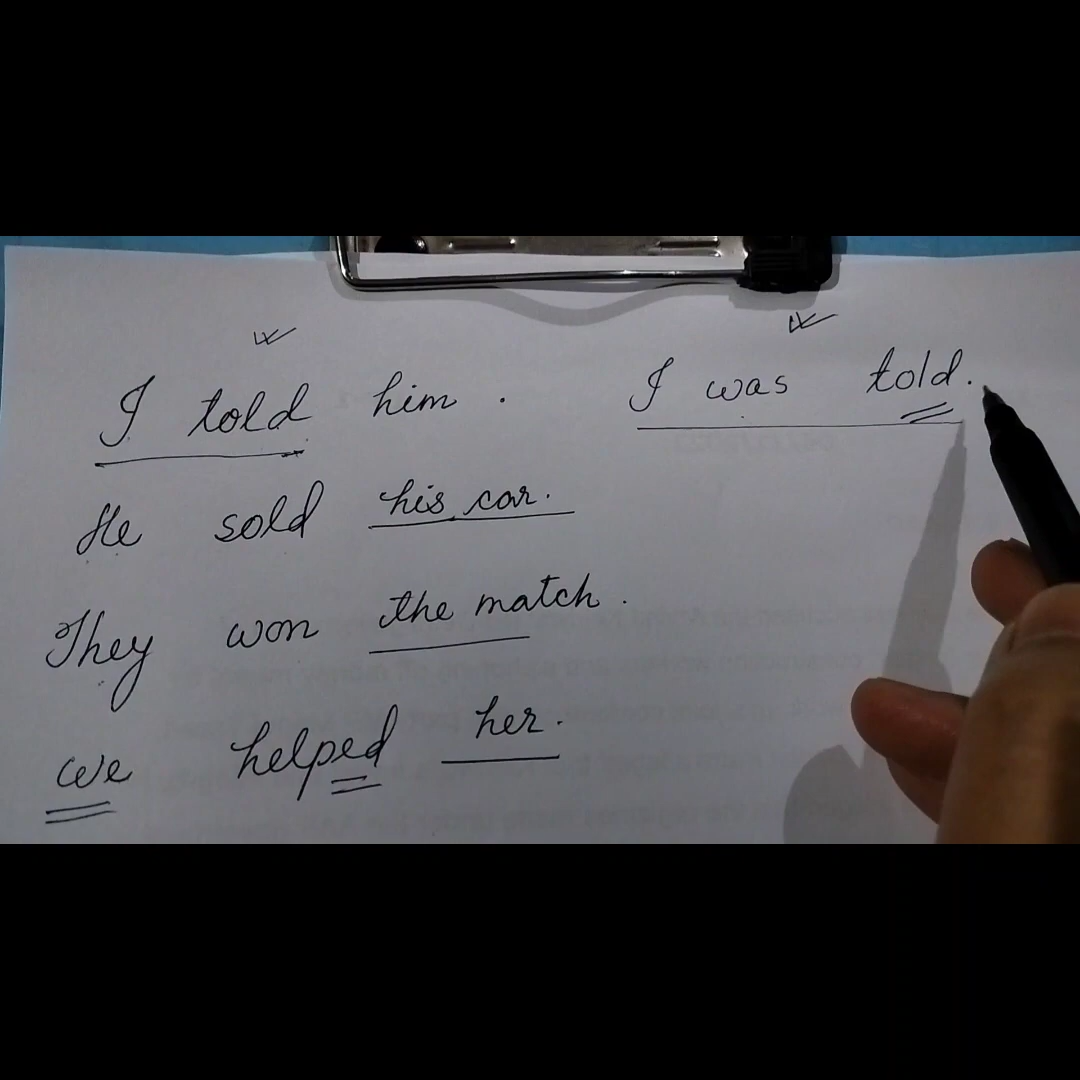 I told him. I was told.
He sold his car.
They won the match.
we helped her.